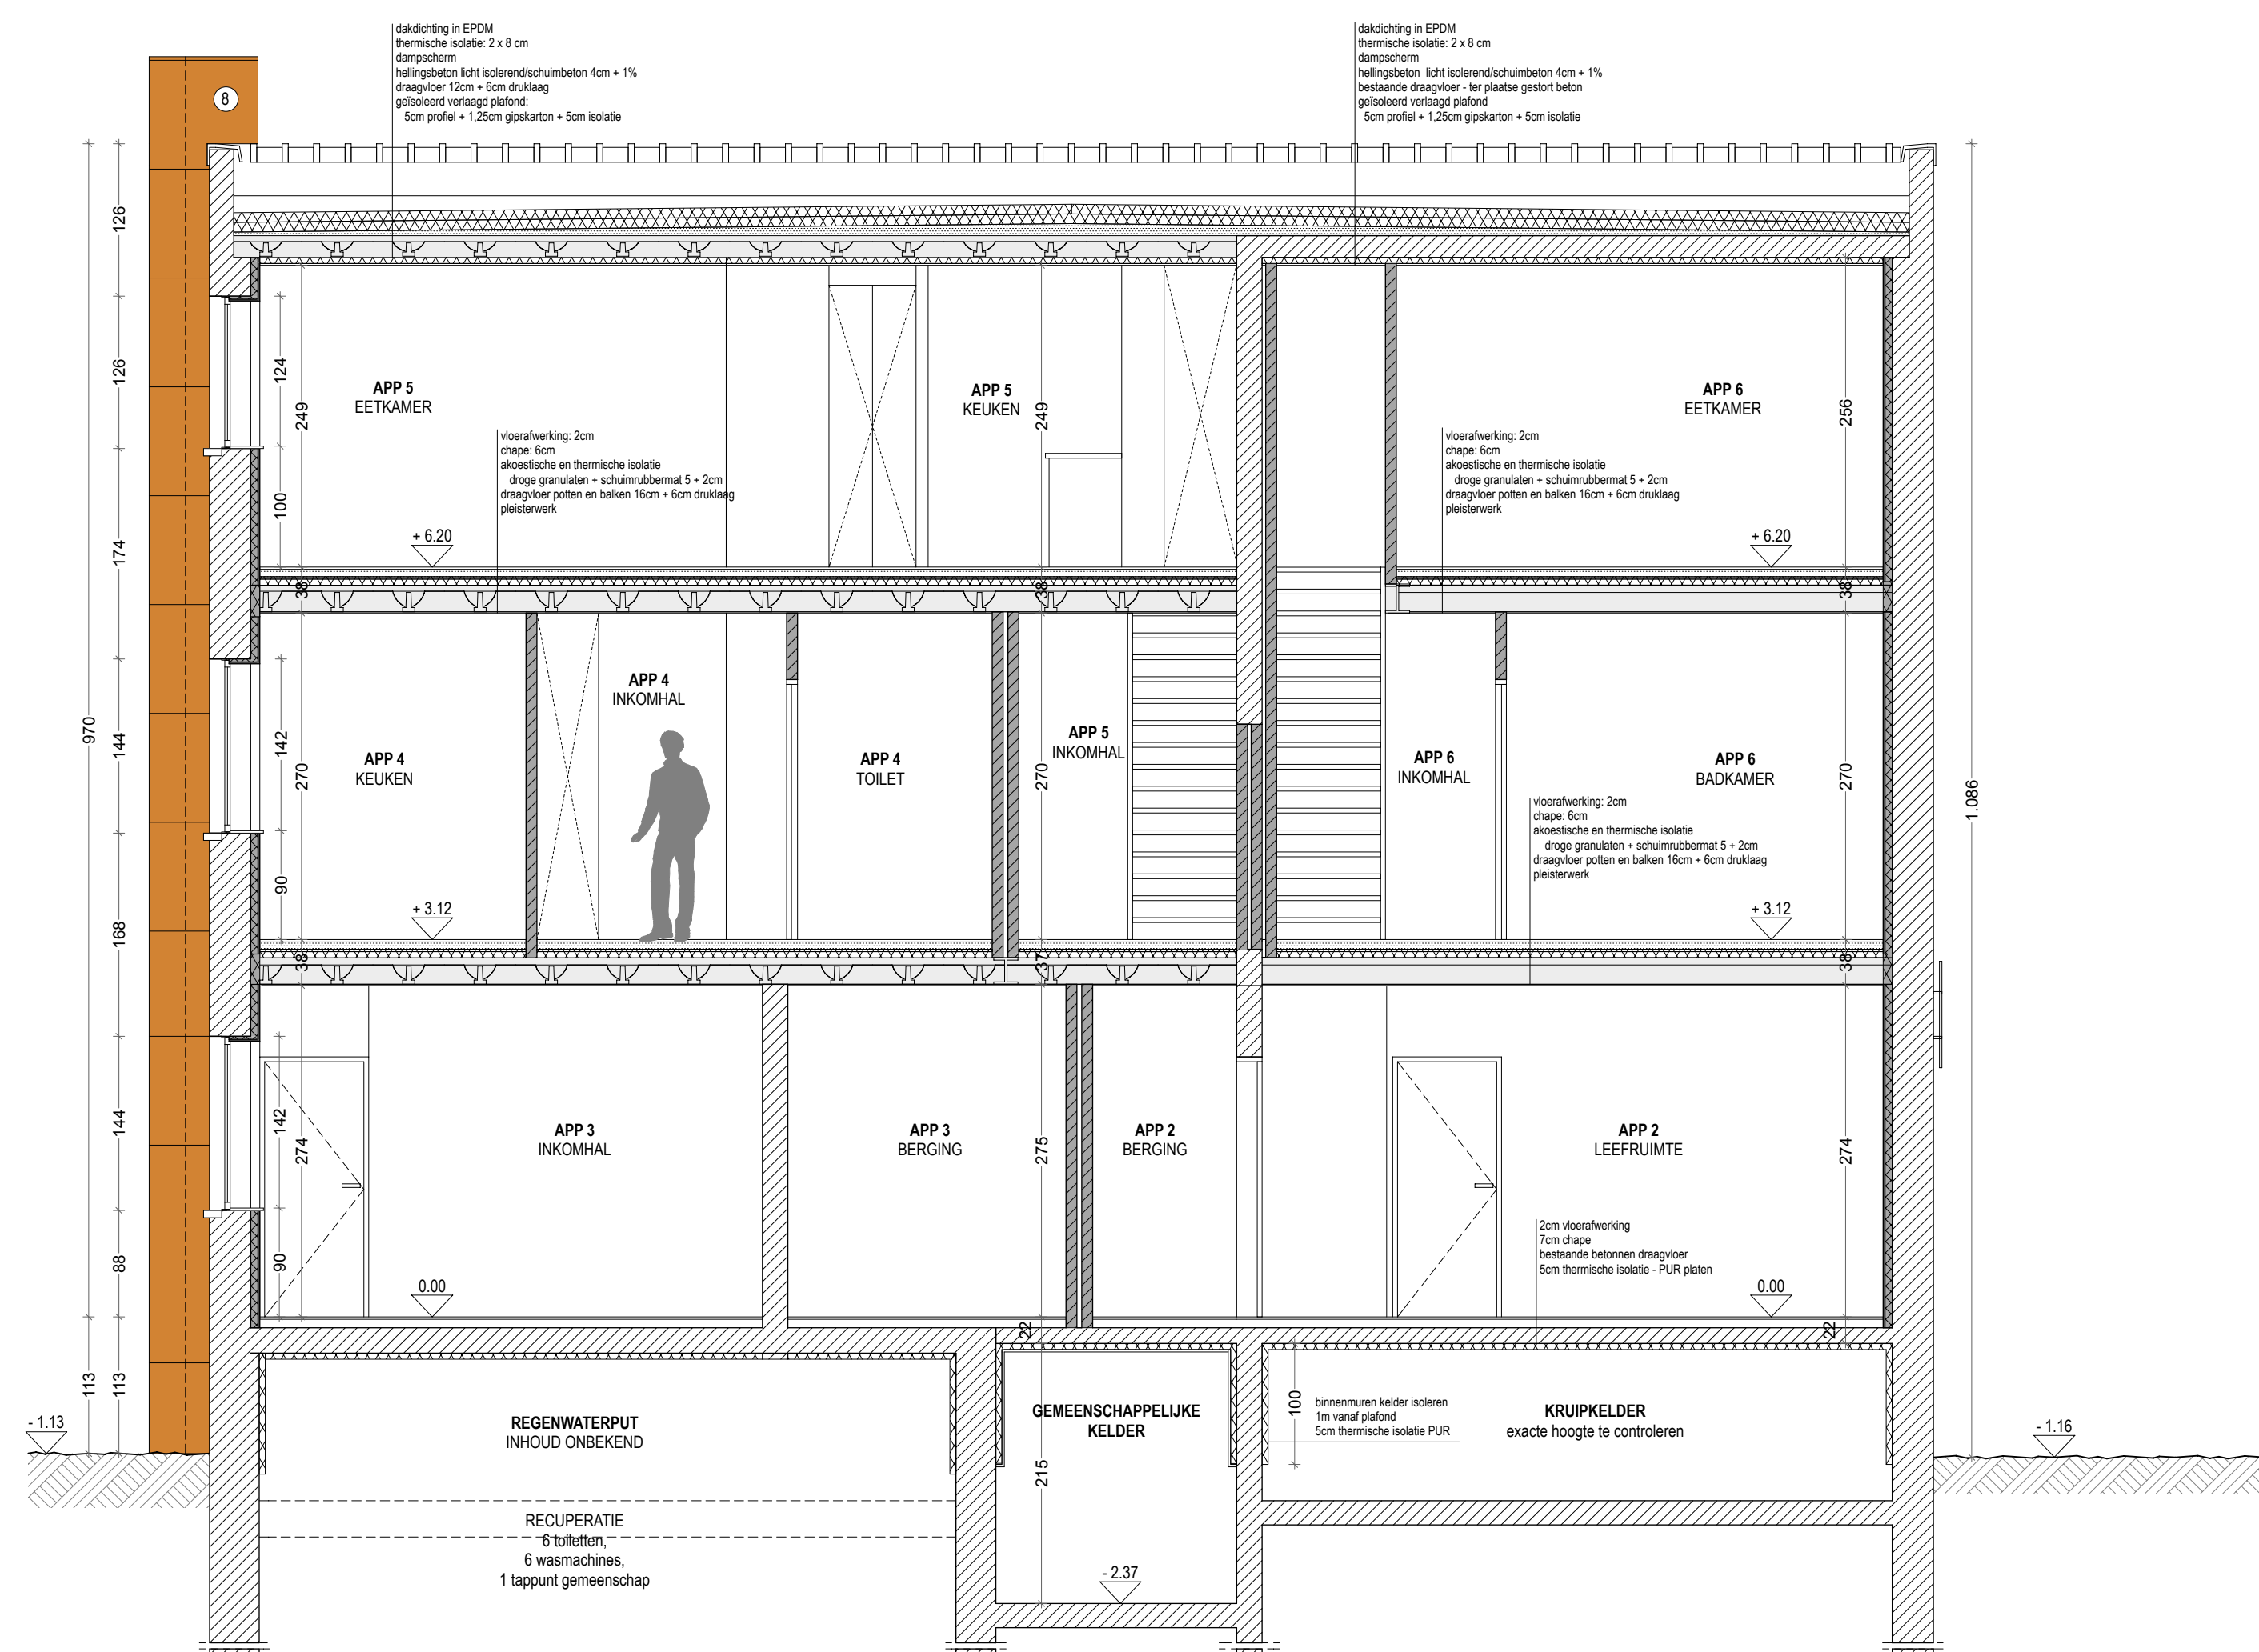 dakdichting in EPDM
thermische isolatie: 2 x 8 cm
dampscherm
hellingsbeton licht isolerend/schuimbeton 4cm + 1%
draagvloer 12cm + 6cm druklaag
geïsoleerd verlaagd plafond:
5cm profiel + 1,25cm gipskarton + 5cm isolatie
dakdichting in EPDM
thermische isolatie: 2 x 8 cm
dampscherm
hellingsbeton licht isolerend/schuimbeton 4cm + 1%
bestaande draagvloer - ter plaatse gestort beton
geïsoleerd verlaagd plafond
5cm profiel + 1,25cm gipskarton + 5cm isolatie
8
970
113
126
126
174
144
168
144
88
113
124
100
249
38
APP 5
EETKAMER
APP 5
KEUKEN
249
38
APP 6
EETKAMER
256
38
vloerafwerking: 2cm
chape: 6cm
akoestische en thermische isolatie
droge granulaten + schuimrubbermat 5 + 2cm
draagvloer potten en balken 16cm + 6cm druklaag
pleisterwerk
vloerafwerking: 2cm
chape: 6cm
akoestische en thermische isolatie
droge granulaten + schuimrubbermat 5 + 2cm
draagvloer potten en balken 16cm + 6cm druklaag
pleisterwerk
+ 6.20
+ 6.20
142
90
270
38
APP 4
KEUKEN
APP 4
INKOMHAL
APP 4
TOILET
APP 5
INKOMHAL
270
37
APP 6
INKOMHAL
APP 6
BADKAMER
270
38
1.086
vloerafwerking: 2cm
chape: 6cm
akoestische en thermische isolatie
droge granulaten + schuimrubbermat 5 + 2cm
draagvloer potten en balken 16cm + 6cm druklaag
pleisterwerk
+ 3.12
+ 3.12
142
90
274
APP 3
INKOMHAL
APP 3
BERGING
275
22
APP 2
BERGING
APP 2
LEEFRUIMTE
274
22
2cm vloerafwerking
7cm chape
bestaande betonnen draagvloer
5cm thermische isolatie - PUR platen
0.00
0.00
- 1.13
REGENWATERPUT
INHOUD ONBEKEND
GEMEENSCHAPPELIJKE
KELDER
215
100
binnenmuren kelder isoleren
1m vanaf plafond
5cm thermische isolatie PUR
KRUIPKELDER
exacte hoogte te controleren
- 1.16
RECUPERATIE
6 toiletten,
6 wasmachines,
1 tappunt gemeenschap
- 2.37